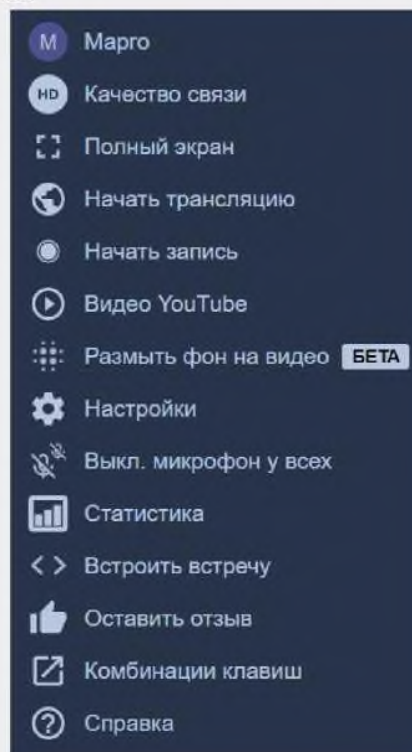 М Марго
HD Качество связи
Полный экран
Начать трансляцию
Начать запись
Видео YouTube
Размыть фон на видео БЕТА
Настройки
Выкл. микрофон у всех
Статистика
Встроить встречу
Оставить отзыв
Комбинации клавиш
Справка